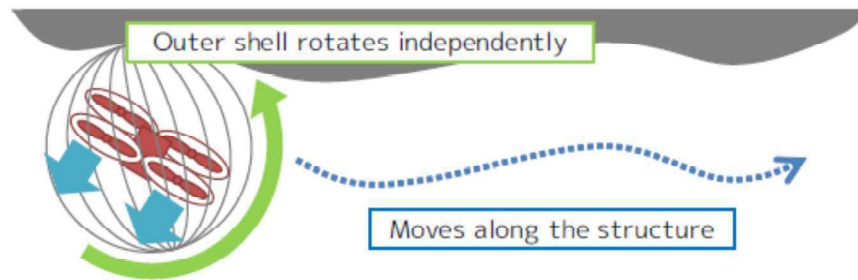 Outer shell rotates independently
Moves along the structure